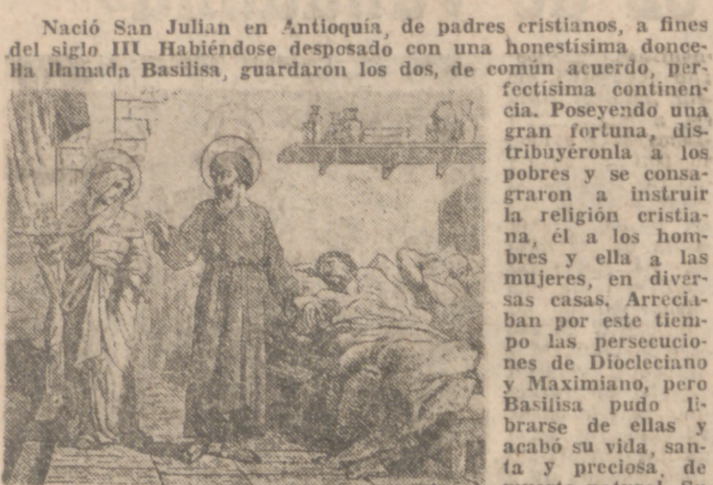 Nació San Julian en Antioquía, de padres cristianos, a fines
del siglo III. Habiéndose desposado con una honestísima donce-
lla llamada Basilisa, guardaron los dos, de común acuerdo, per-
fectísima continen-
cia. Poseyendo una
gran fortuna, dis-
tribuyéronla a los
pobres y se consa-
graron a instruir
la religión cristia-
na, él a los hom-
bres y ella a las
mujeres, en diver-
sas casas. Arrecia-
ban por este tiem-
po las persecucio-
nes de Diocleciano
y Maximiano, pero
Basilisa pudo li-
brarse de ellas y
acabó su vida, san-
ta y preciosa, de